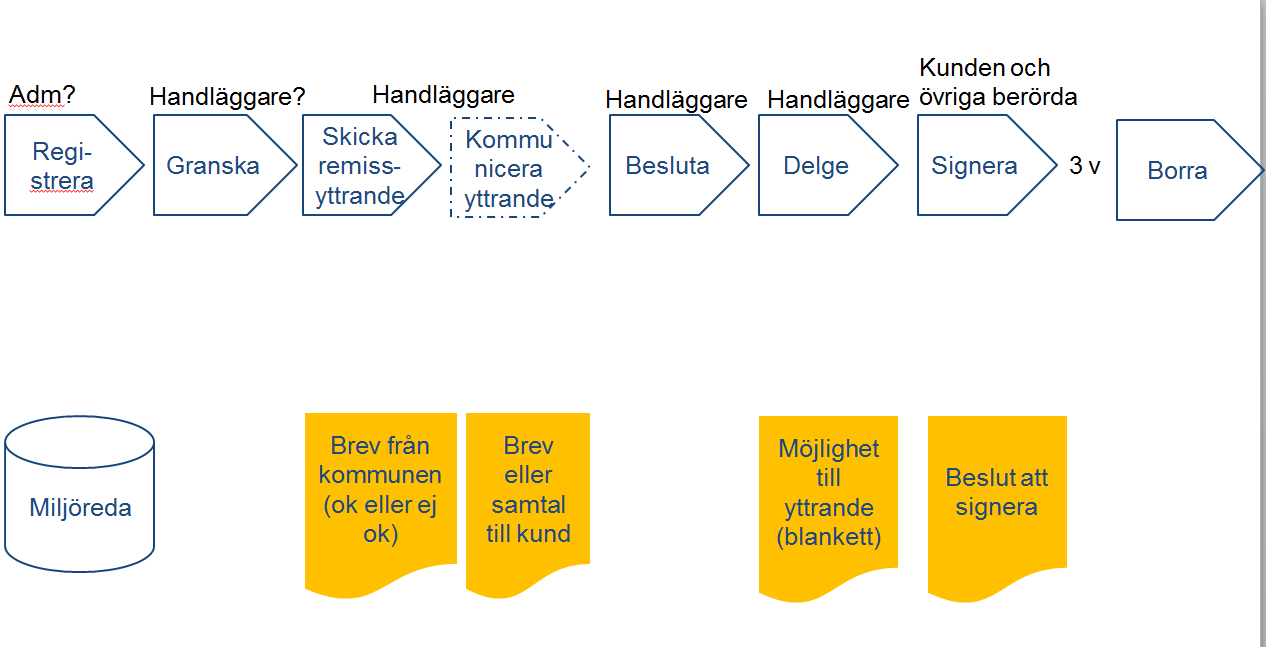 Adm?
Handläggare?
Handläggare
Handläggare
Handläggare
Kunden och
övriga berörda
Regi-
strera
Granska
Skicka
remiss-
yttrande
Kommu
nicera
yttrande
Besluta
Delge
Signera
3 v
Borra
Miljöreda
Brev från
kommunen
(ok eller ej
ok)
Brev
eller
samtal
till kund
Möjlighet
till
yttrande
(blankett)
Beslut att
signera